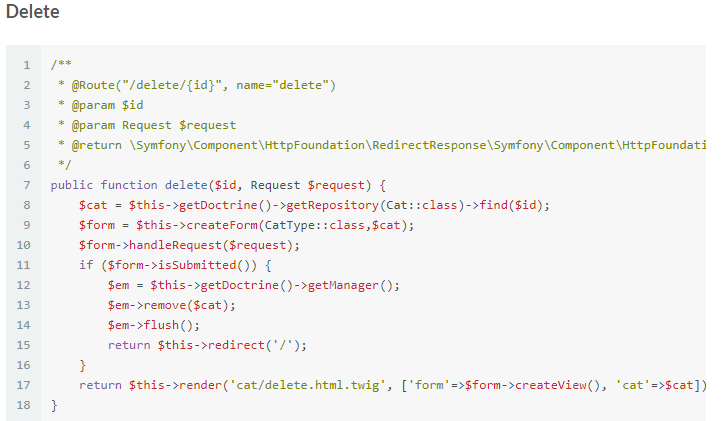 Delete
1 /**
2  * @Route("/delete/{id}", name="delete")
3  * @param $id
4  * @param Request $request
5  * @return \Symfony\Component\HttpFoundation\RedirectResponse\Symfony\Component\HttpFoundati
6  */
7 public function delete($id, Request $request) {
8     $cat = $this->getDoctrine()->getRepository(Cat::class)->find($id);
9     $form = $this->createForm(CatType::class,$cat);
10     $form->handleRequest($request);
11     if ($form->isSubmitted()) {
12         $em = $this->getDoctrine()->getManager();
13         $em->remove($cat);
14         $em->flush();
15         return $this->redirect('/');
16     }
17     return $this->render('cat/delete.html.twig', ['form'=>$form->createView(), 'cat'=>$cat])
18 }